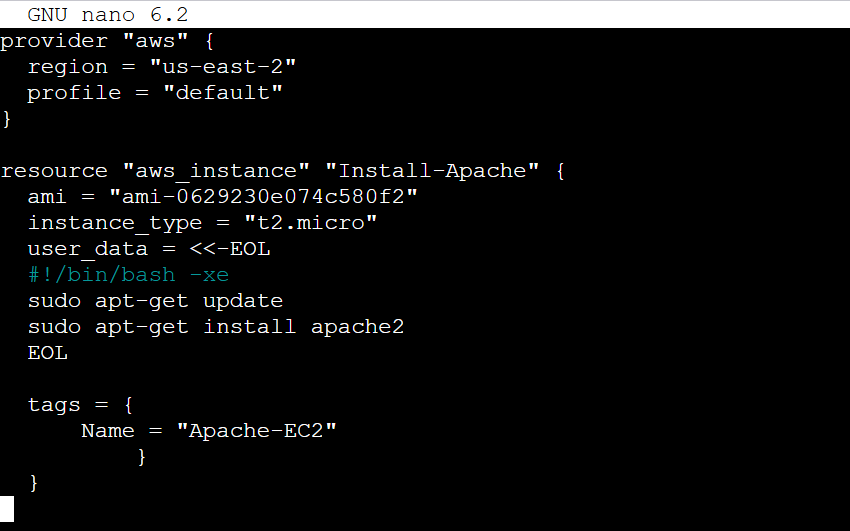 GNU nano 6.2
provider "aws" {
  region = "us-east-2"
  profile = "default"
}

resource "aws_instance" "Install-Apache" {
  ami = "ami-0629230e074c580f2"
  instance_type = "t2.micro"
  user_data = <<-EOL
  #!/bin/bash -xe
  sudo apt-get update
  sudo apt-get install apache2
  EOL

  tags = {
      Name = "Apache-EC2"
          }
  }